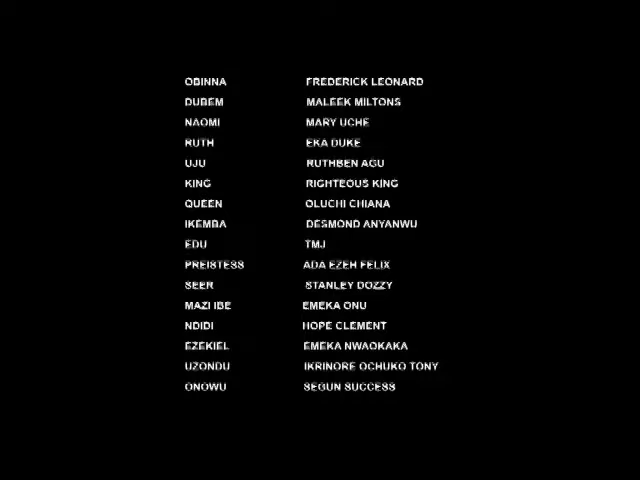 OBINNA FREDERICK LEONARD
DUBEM MALEEK MILTONS
NAOMI MARY UCHE
RUTH EKA DUKE
UJU RUTHBEN AGU
KING RIGHTEOUS KING
QUEEN OLUCHI CHIANA
IKEMBA DESMOND ANYANWU
EDU TMJ
PREISTESS ADA EZEH FELIX
SEER STANLEY DOZZY
MAZI IBE EMEKA ONU
NDIDI HOPE CLEMENT
EZEKIEL EMEKA NWAOKAKA
UZONDU IKRINORE OCHUKO TONY
ONOWU SEGUN SUCCESS